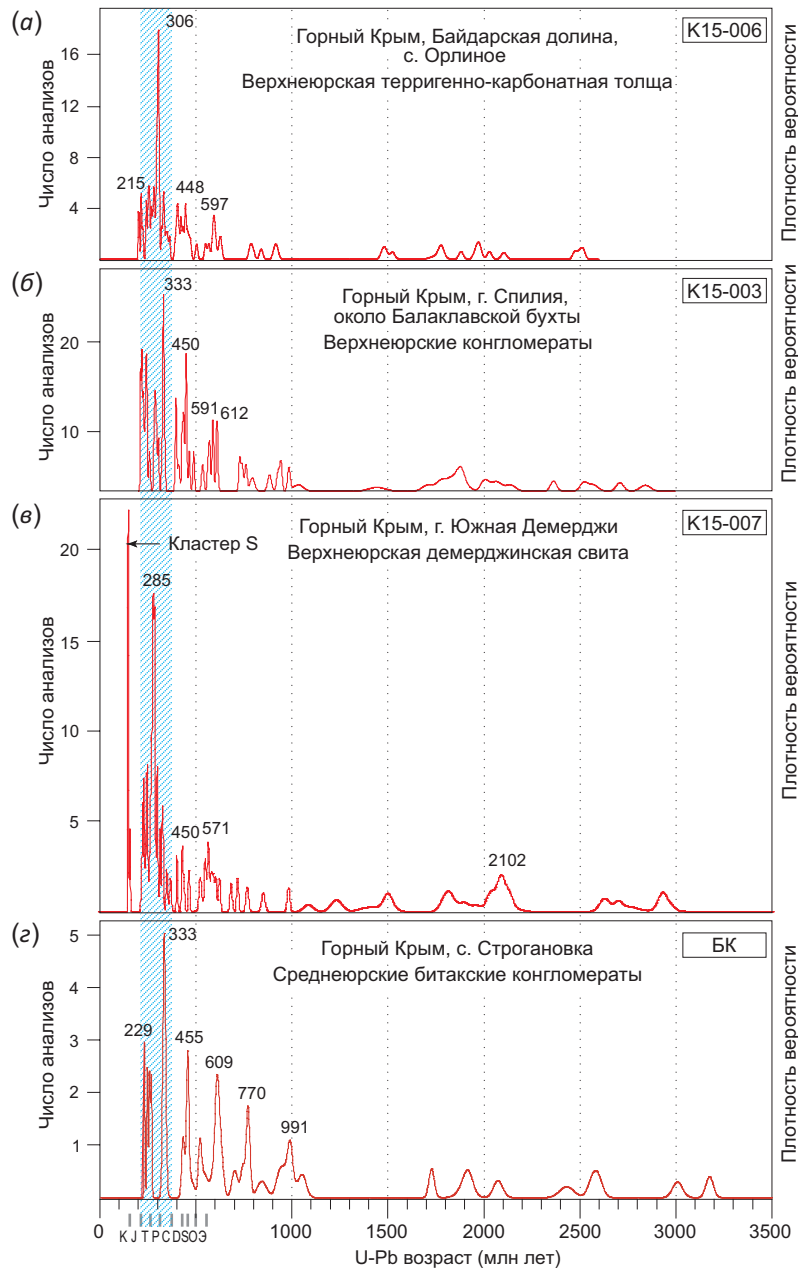 (а)
306
Горный Крым, Байдарская долина,
с. Орлиное
Верхнеюрская терригенно-карбонатная толща
K15-006
Число анализов
Плотность вероятности
16
12
8
4
215
448
597
(б)
333
Горный Крым, г. Спилия,
около Балаклавской бухты
Верхнеюрские конгломераты
K15-003
Число анализов
Плотность вероятности
20
10
450
591
612
(в)
Горный Крым, г. Южная Демерджи
Верхнеюрская демерджинская свита
K15-007
Кластер S
Число анализов
Плотность вероятности
20
15
10
5
285
450
571
2102
(г)
333
Горный Крым, с. Строгановка
Среднеюрские битакские конгломераты
БК
Число анализов
Плотность вероятности
5
4
3
2
1
229
455
609
770
991
0
1000
1500
2000
2500
3000
3500
K J T P C D S O Э
U-Pb возраст (млн лет)